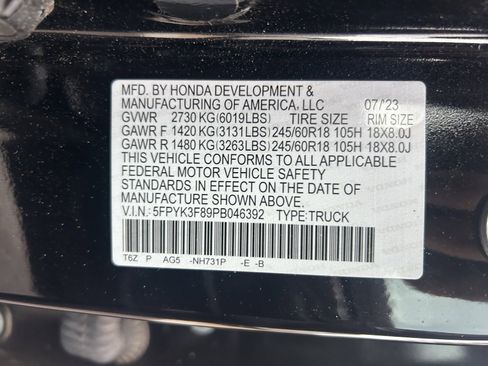 MFD. BY HONDA DEVELOPMENT &
MANUFACTURING OF AMERICA, LLC 07/23
GVWR 2730 KG(6019LBS) TIRE SIZE RIM SIZE
GAWR F 1420 KG(3131LBS) 245/60R18 105H 18X8.0J
GAWR R 1480 KG(3263LBS) 245/60R18 105H 18X8.0J
THIS VEHICLE CONFORMS TO ALL APPLICABLE
FEDERAL MOTOR VEHICLE SAFETY
STANDARDS IN EFFECT ON THE DATE OF
MANUFACTURE SHOWN ABOVE.
V.I.N.: 5FPYK3F89PB046392 TYPE:TRUCK
T6Z P AG5 -NH731P -E -B